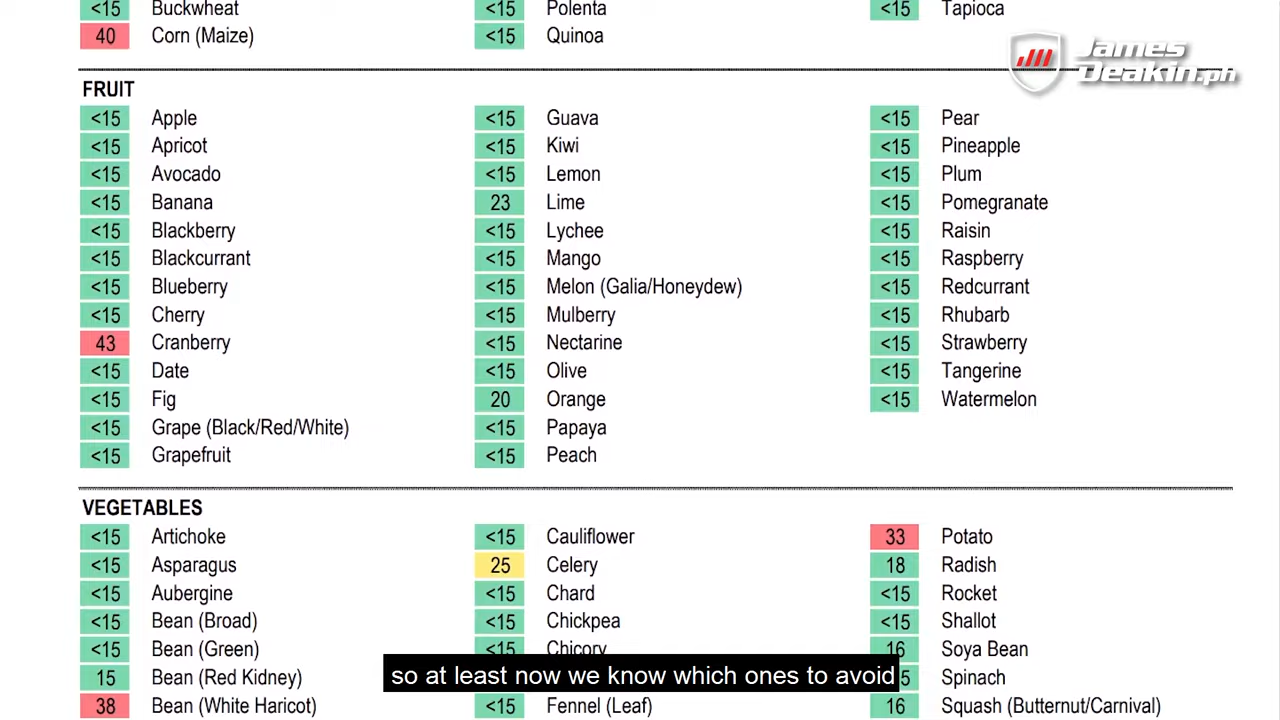 <15 Buckwheat <15 Polenta <15 Tapioca
40 Corn (Maize) <15 Quinoa
James Deakin.ph
FRUIT
<15 Apple <15 Guava <15 Pear
<15 Apricot <15 Kiwi <15 Pineapple
<15 Avocado <15 Lemon <15 Plum
<15 Banana 23 Lime <15 Pomegranate
<15 Blackberry <15 Lychee <15 Raisin
<15 Blackcurrant <15 Mango <15 Raspberry
<15 Blueberry <15 Melon (Galia/Honeydew) <15 Redcurrant
<15 Cherry <15 Mulberry <15 Rhubarb
43 Cranberry <15 Nectarine <15 Strawberry
<15 Date <15 Olive <15 Tangerine
<15 Fig 20 Orange <15 Watermelon
<15 Grape (Black/Red/White) <15 Papaya
<15 Grapefruit <15 Peach
VEGETABLES
<15 Artichoke <15 Cauliflower 33 Potato
<15 Asparagus 25 Celery 18 Radish
<15 Aubergine <15 Chard <15 Rocket
<15 Bean (Broad) <15 Chickpea <15 Shallot
<15 Bean (Green) <15 Chicory 16 Soya Bean
15 Bean (Red Kidney) Spinach
so at least now we know which ones to avoid
38 Bean (White Haricot) <15 Fennel (Leaf) 16 Squash (Butternut/Carnival)